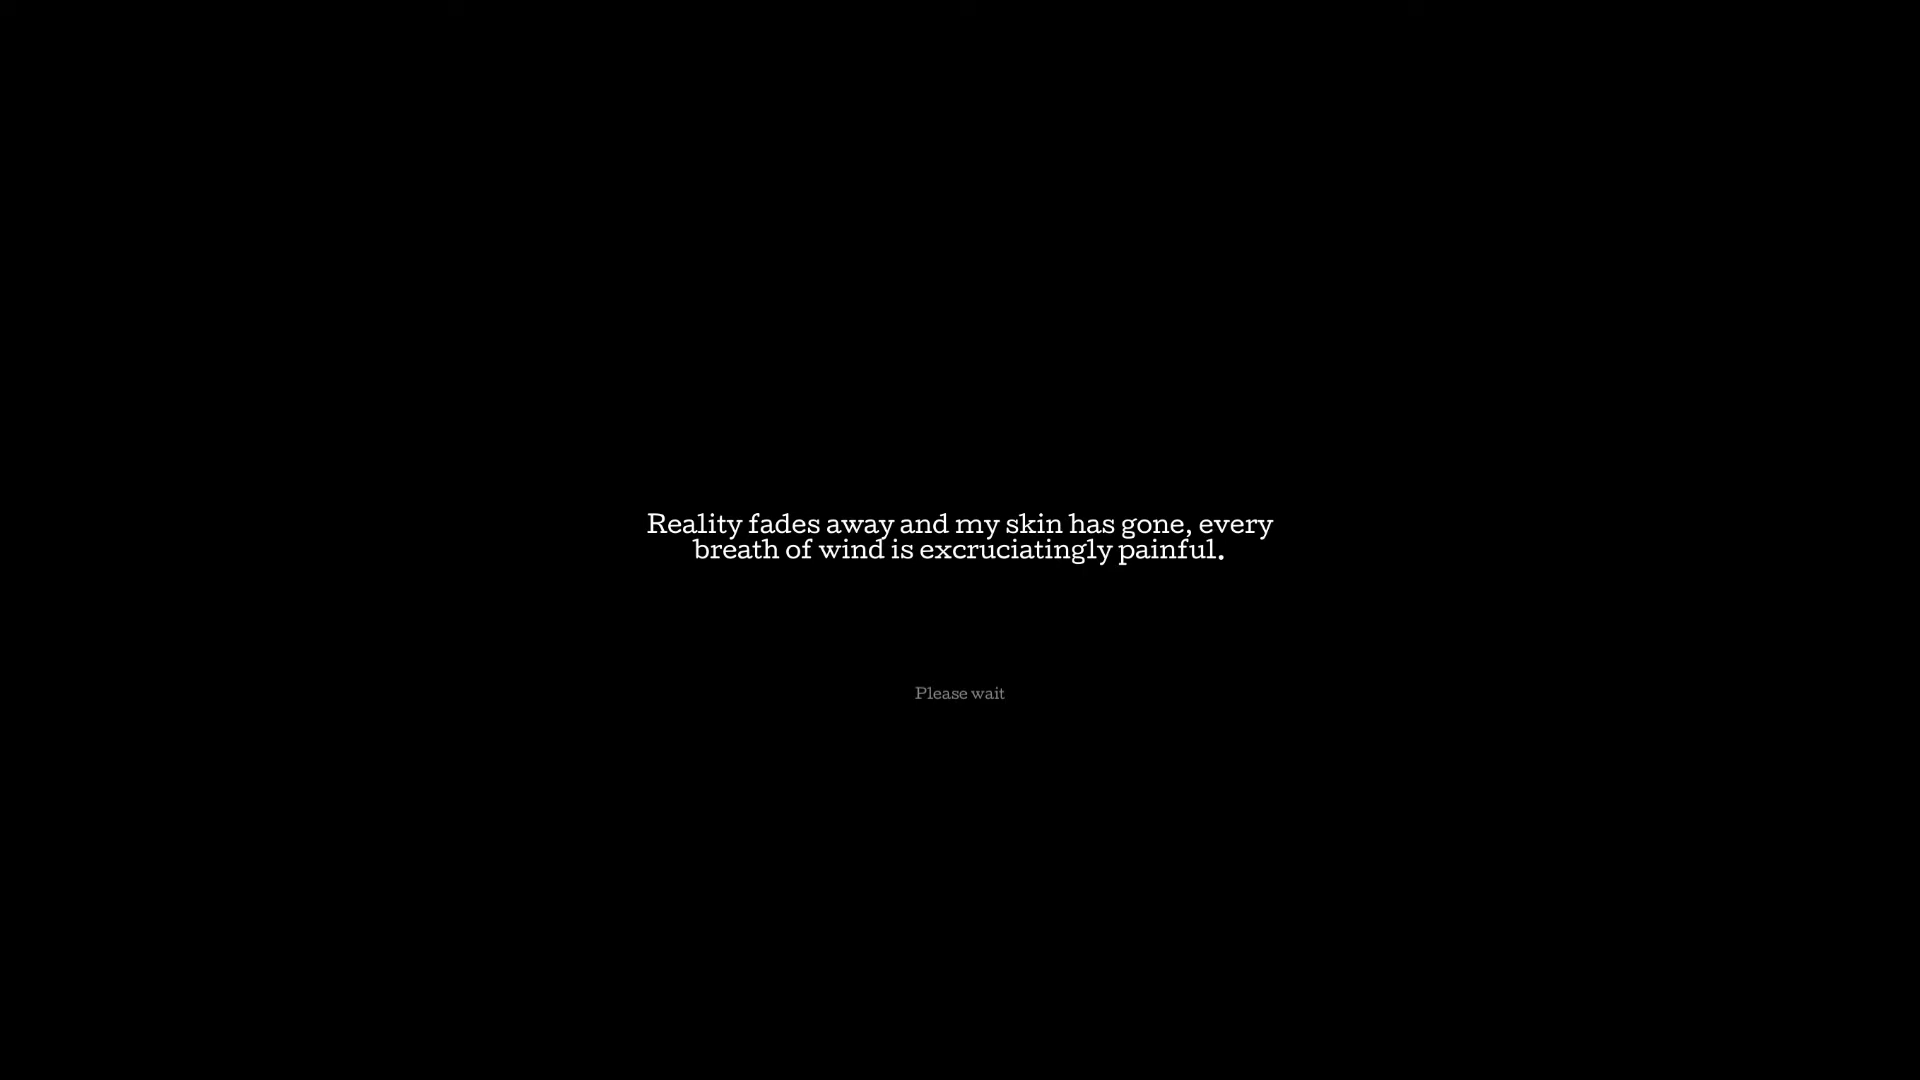 Reality fades away and my skin has gone, every
breath of wind is excruciatingly painful.
Please wait